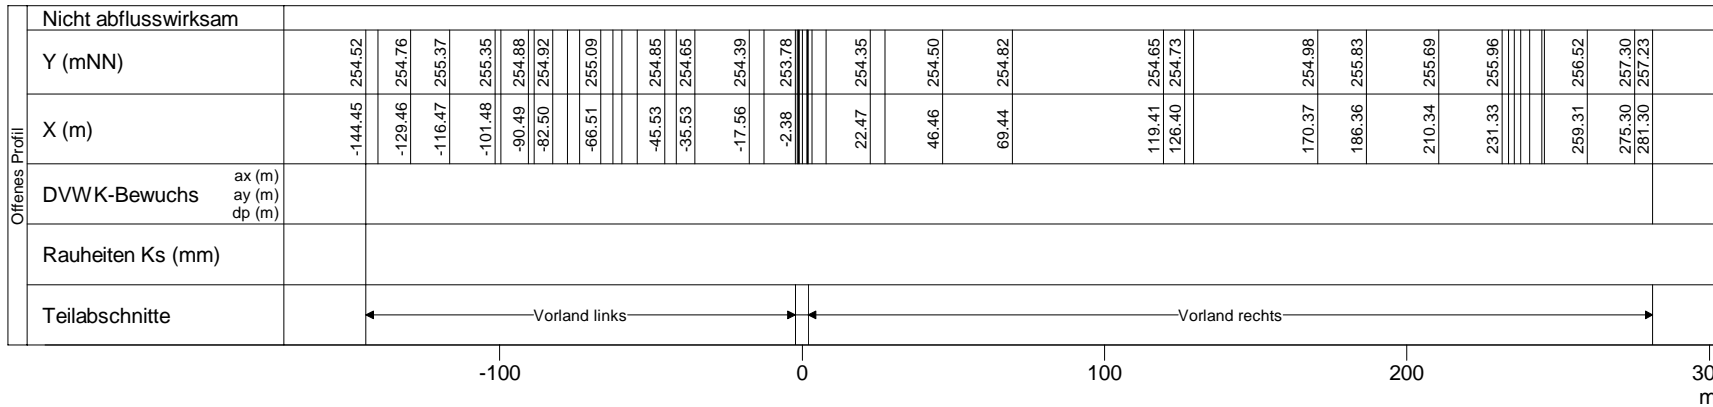 Offenes Profil
Nicht abflusswirksam
Y (mNN)
254.52 254.76 255.37 255.35 254.88 254.92 255.09 254.85 254.65 254.39 253.78 254.35 254.50 254.82 254.65 254.73 254.98 255.83 255.69 255.96 256.52 257.30 257.23
X (m)
-144.45 -129.46 -116.47 -101.48 -90.49 -82.50 -66.51 -45.53 -35.53 -17.56 -2.38 22.47 46.46 69.44 119.41 126.40 170.37 186.36 210.34 231.33 259.31 275.30 281.30
DVWK-Bewuchs
ax (m)
ay (m)
dp (m)
Rauheiten Ks (mm)
Teilabschnitte
Vorland links
Vorland rechts
-100 0 100 200 30
m